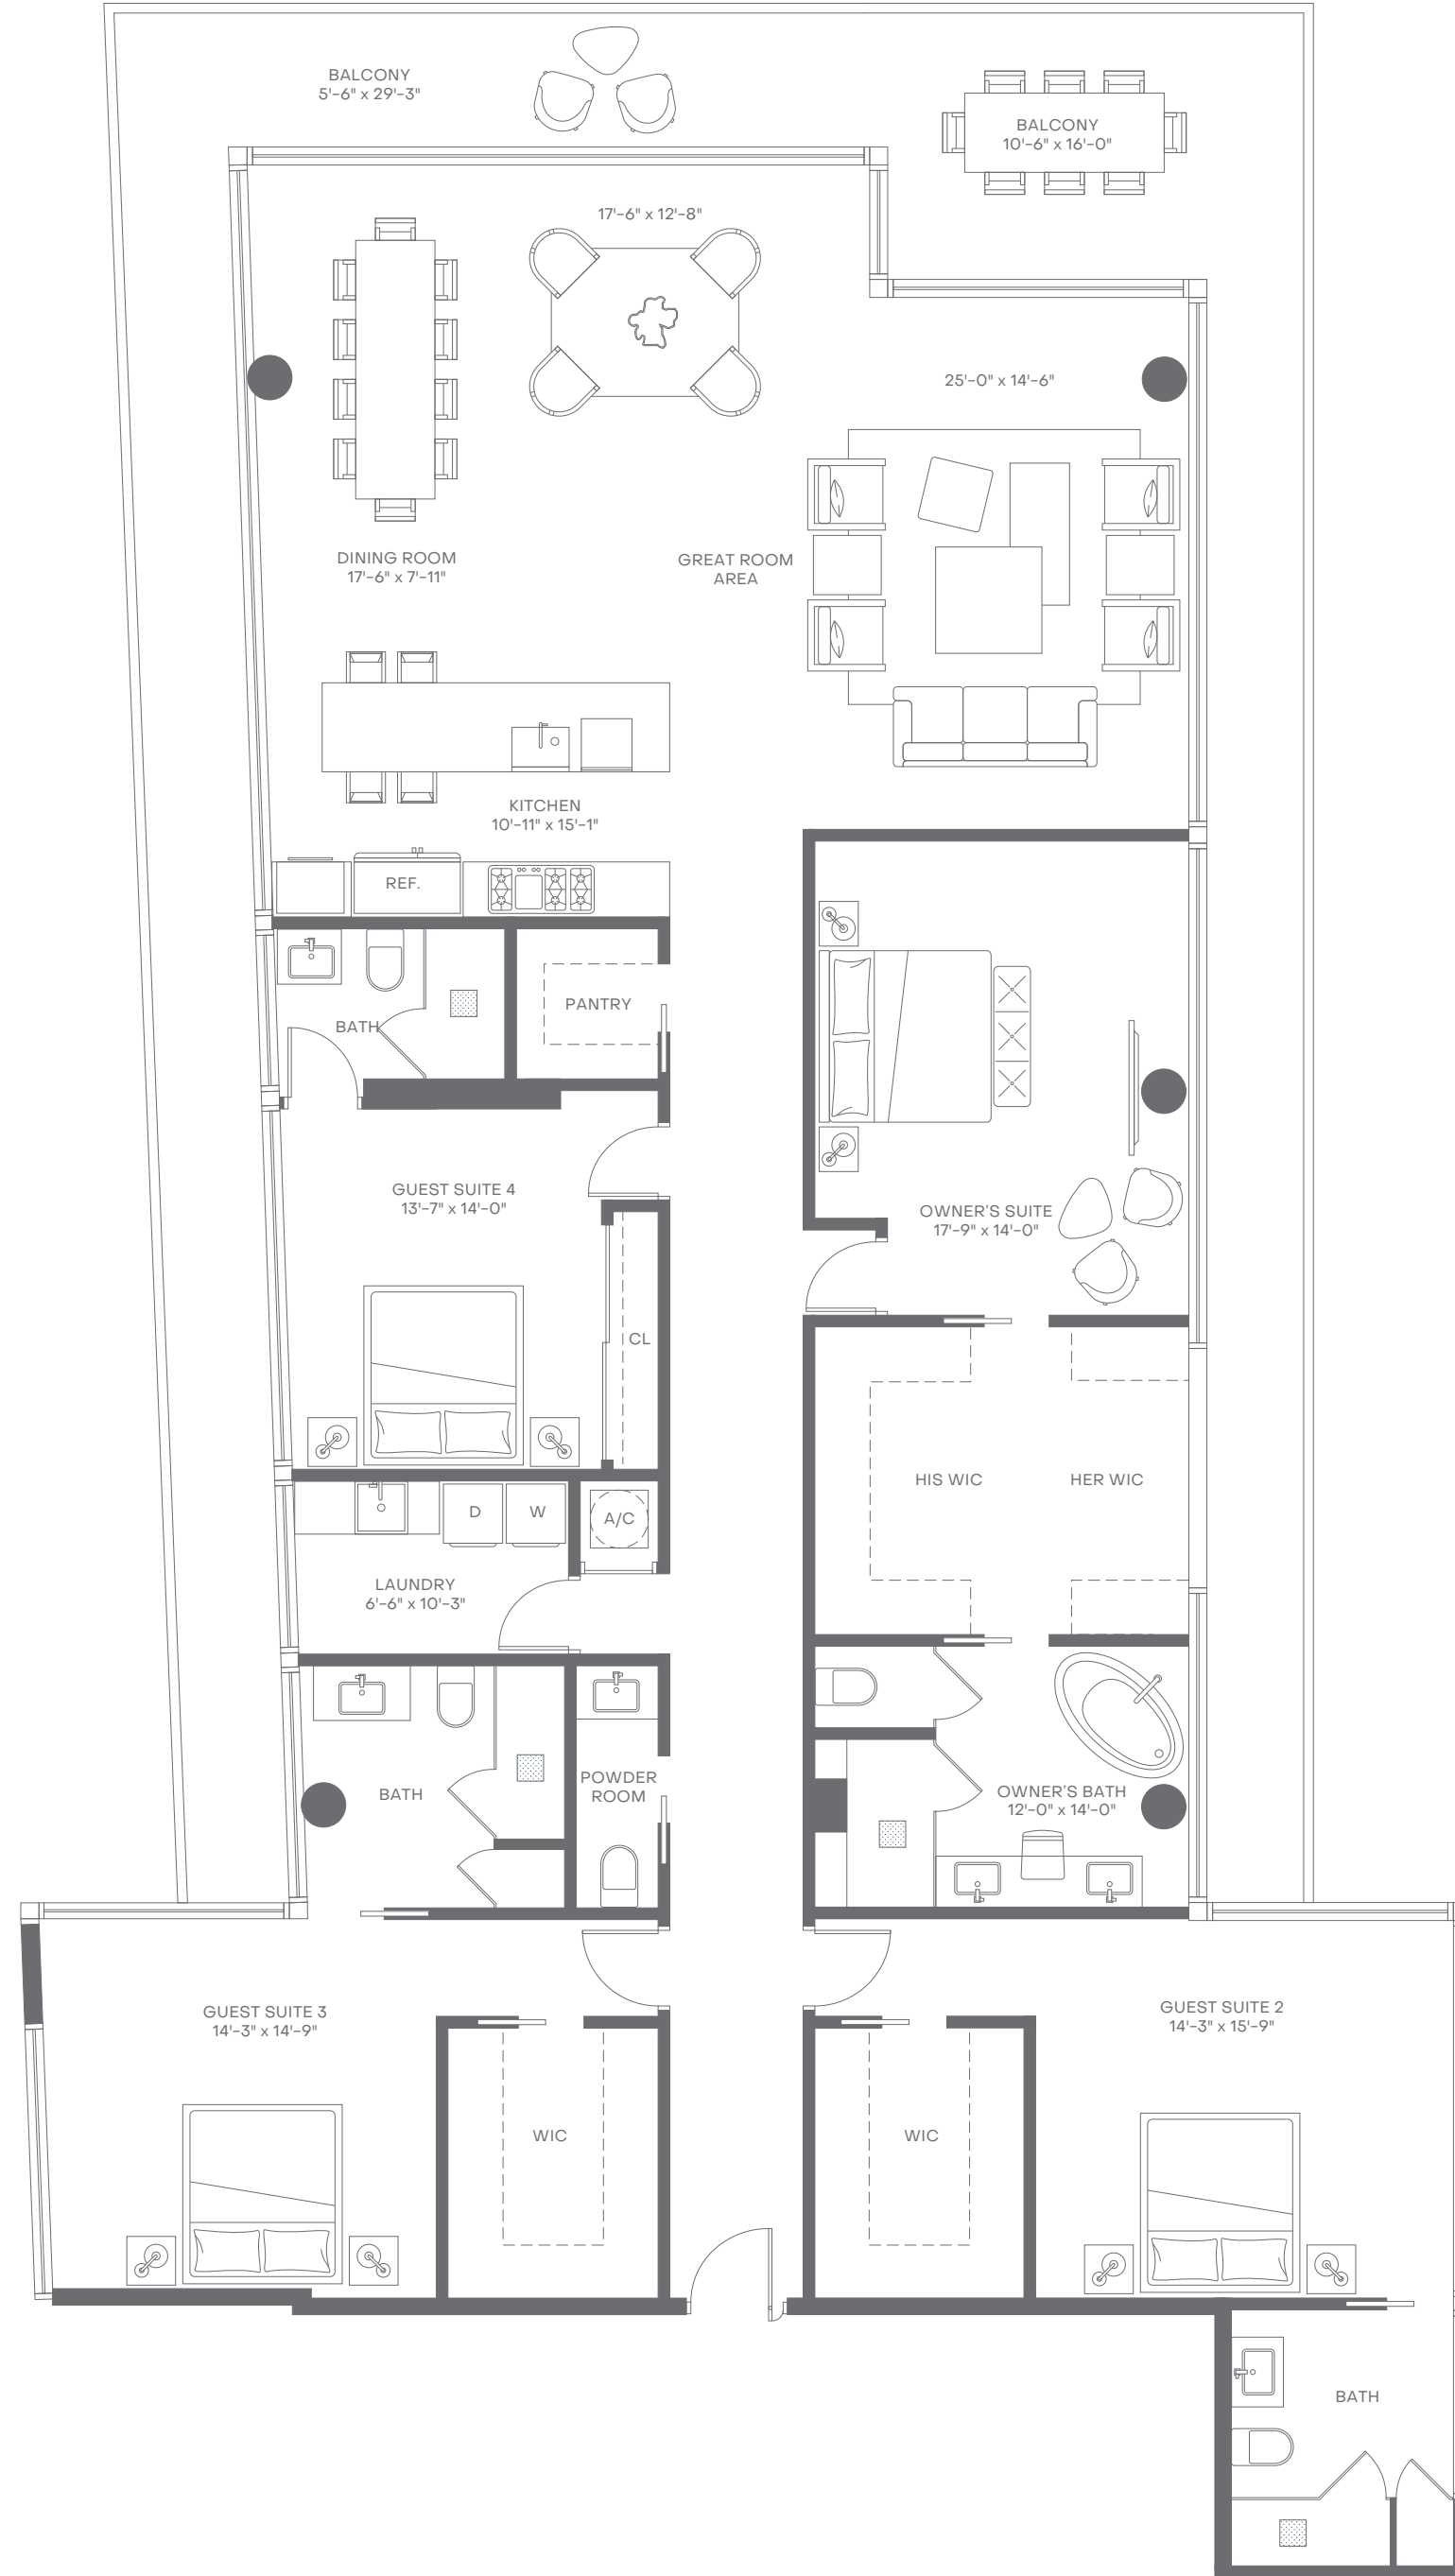 BALCONY
5'-6" x 29'-3"
BALCONY
10'-6" x 16'-0"
17'-6" x 12'-8"
25'-0" x 14'-6"
DINING ROOM
17'-6" x 7'-11"
GREAT ROOM
AREA
KITCHEN
10'-11" x 15'-1"
REF.
PANTRY
BATH
GUEST SUITE 4
13'-7" x 14'-0"
OWNER'S SUITE
17'-9" x 14'-0"
CL
HIS WIC
HER WIC
D
W
A/C
LAUNDRY
6'-6" x 10'-3"
POWDER
ROOM
BATH
OWNER'S BATH
12'-0" x 14'-0"
GUEST SUITE 3
14'-3" x 14'-9"
GUEST SUITE 2
14'-3" x 15'-9"
WIC
WIC
BATH